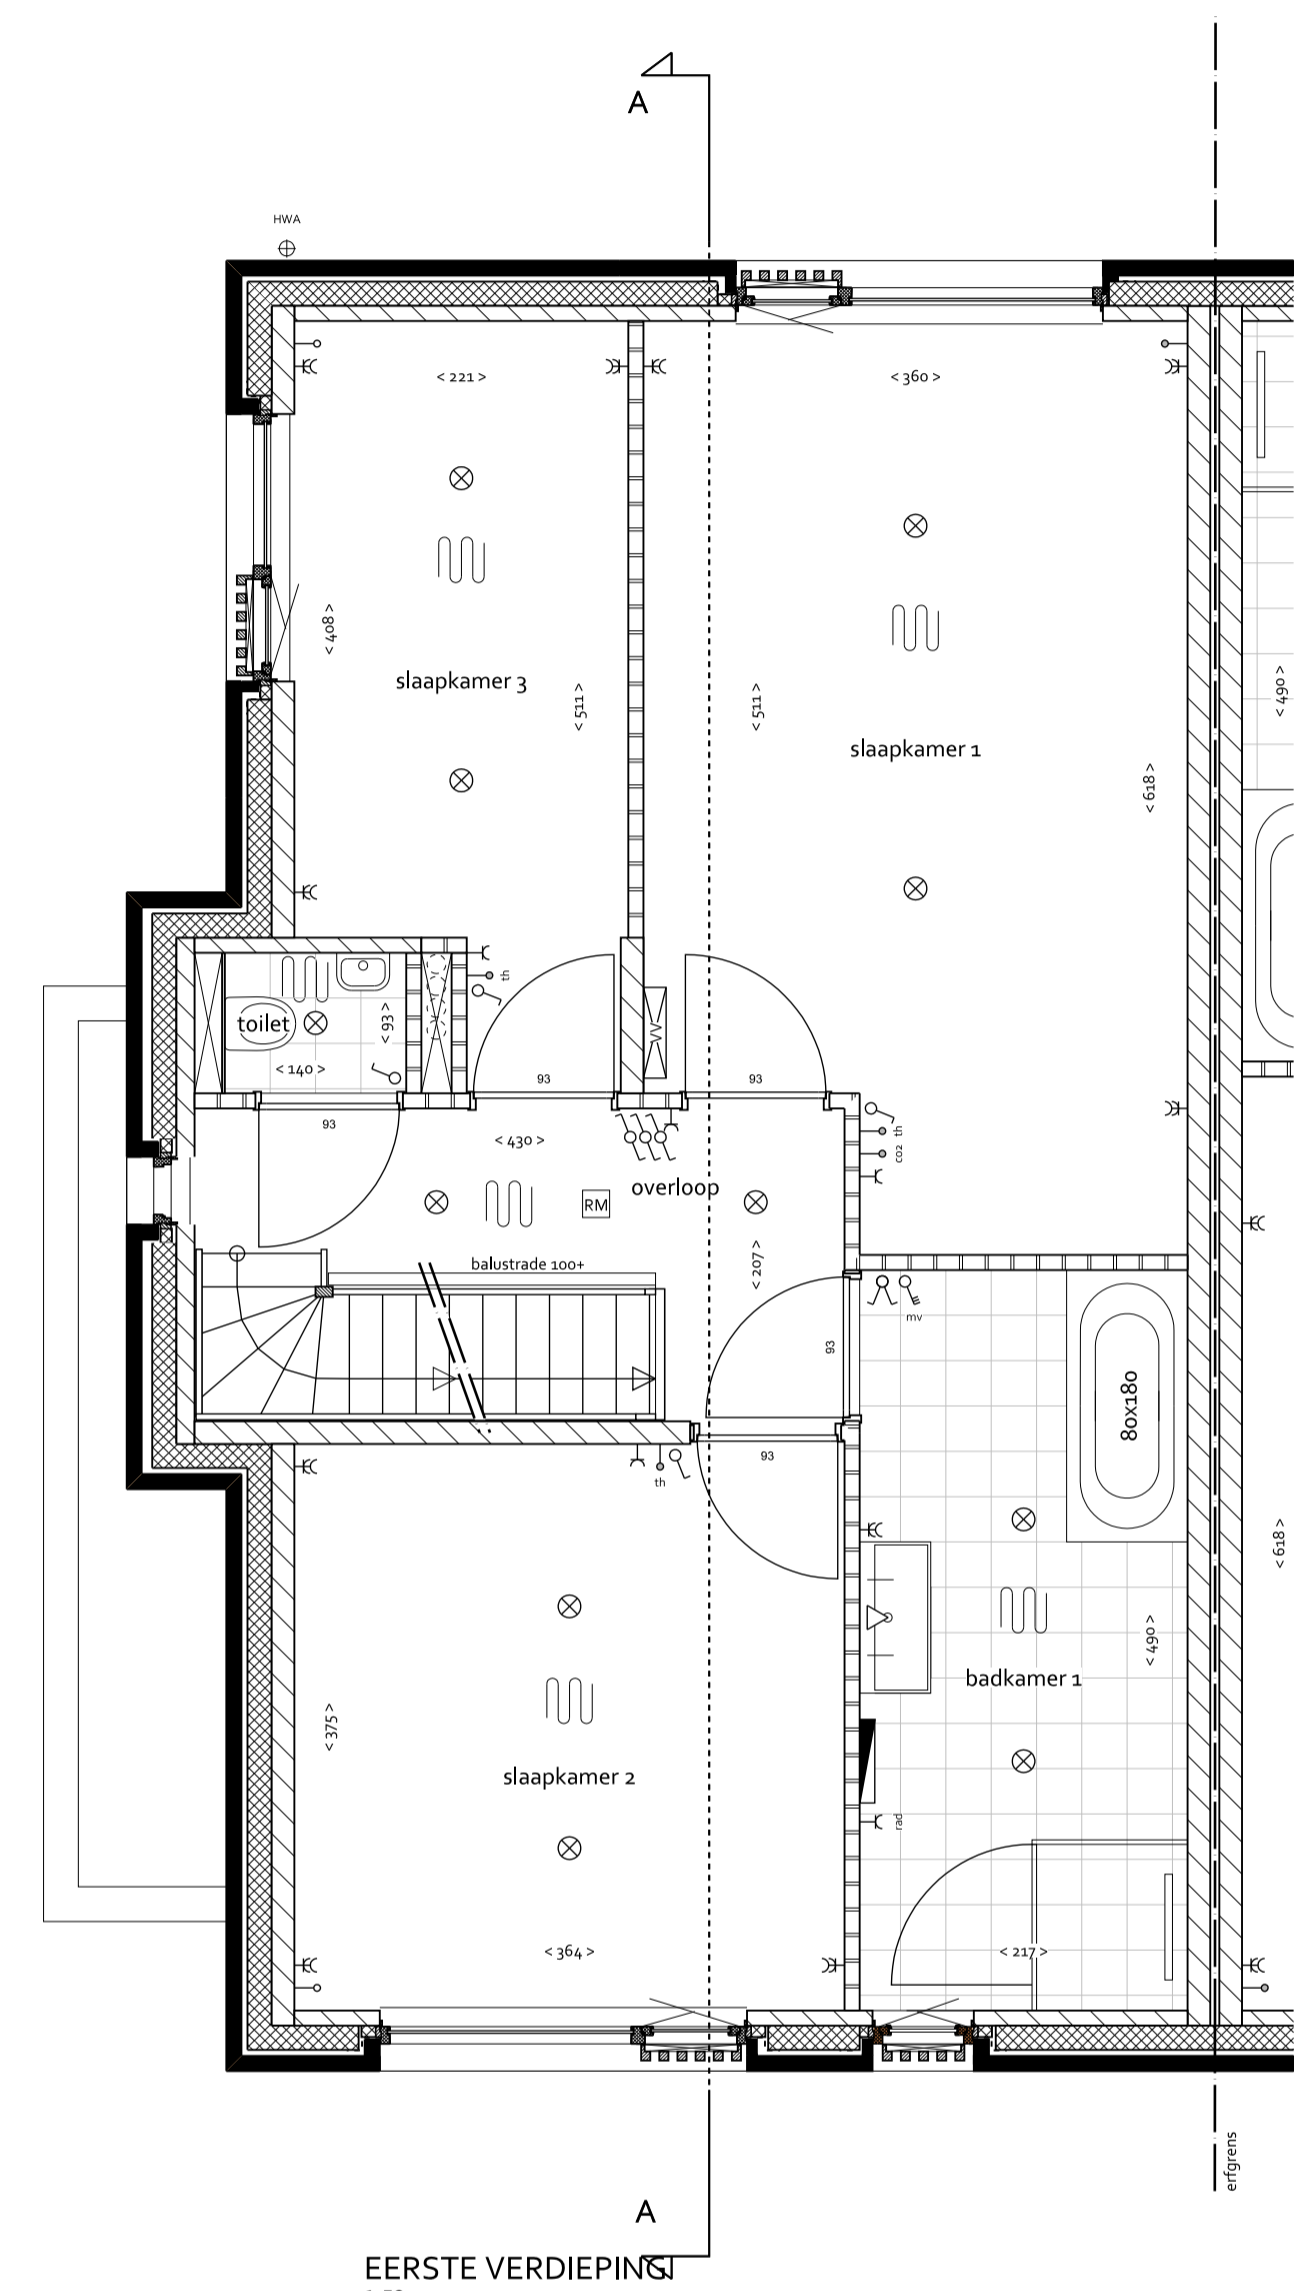 A
HWA
< 221 >
< 360 >
< 408 >
slaapkamer 3
< 511 >
< 511 >
slaapkamer 1
< 490 >
< 618 >
th
toilet
< 93 >
VV
< 140 >
93
93
93
< 430 >
th
co2
overloop
RM
balustrade 100+
< 207 >
mv
93
80x180
93
th
< 618 >
< 490 >
badkamer 1
< 375 >
slaapkamer 2
rad
< 364 >
< 217 >
erfgrens
A
EERSTE VERDIEPING